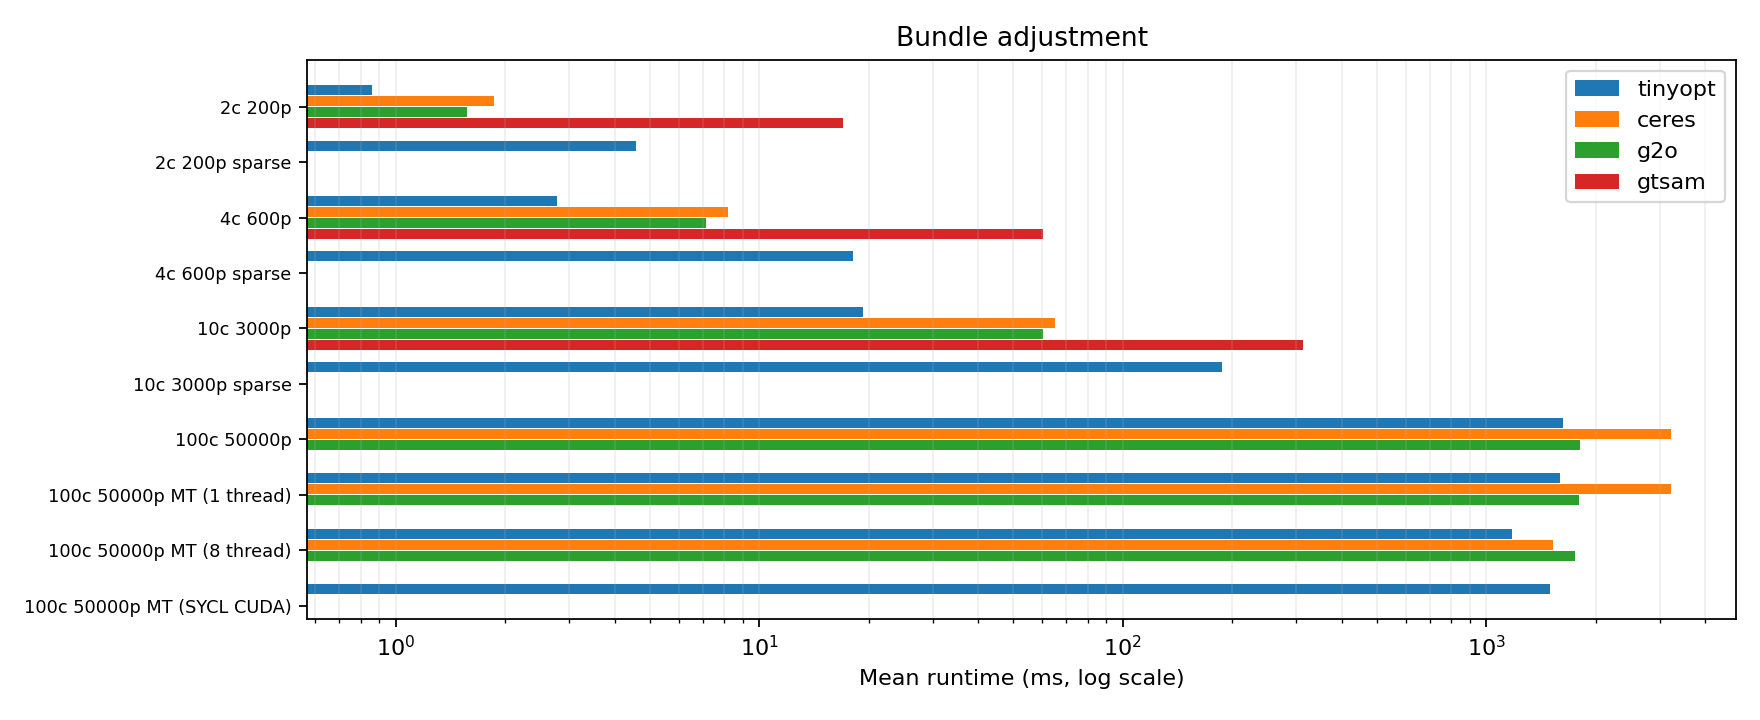 Bundle adjustment
tinyopt
ceres
g2o
gtsam
2c 200p
2c 200p sparse
4c 600p
4c 600p sparse
10c 3000p
10c 3000p sparse
100c 50000p
100c 50000p MT (1 thread)
100c 50000p MT (8 thread)
100c 50000p MT (SYCL CUDA)
10⁰ 10¹ 10² 10³
Mean runtime (ms, log scale)